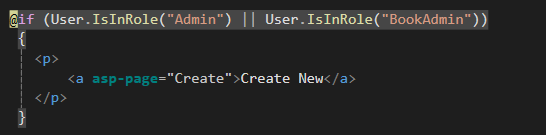 @if (User.IsInRole("Admin") || User.IsInRole("BookAdmin"))
{
<p>
<a asp-page="Create">Create New</a>
</p>
}